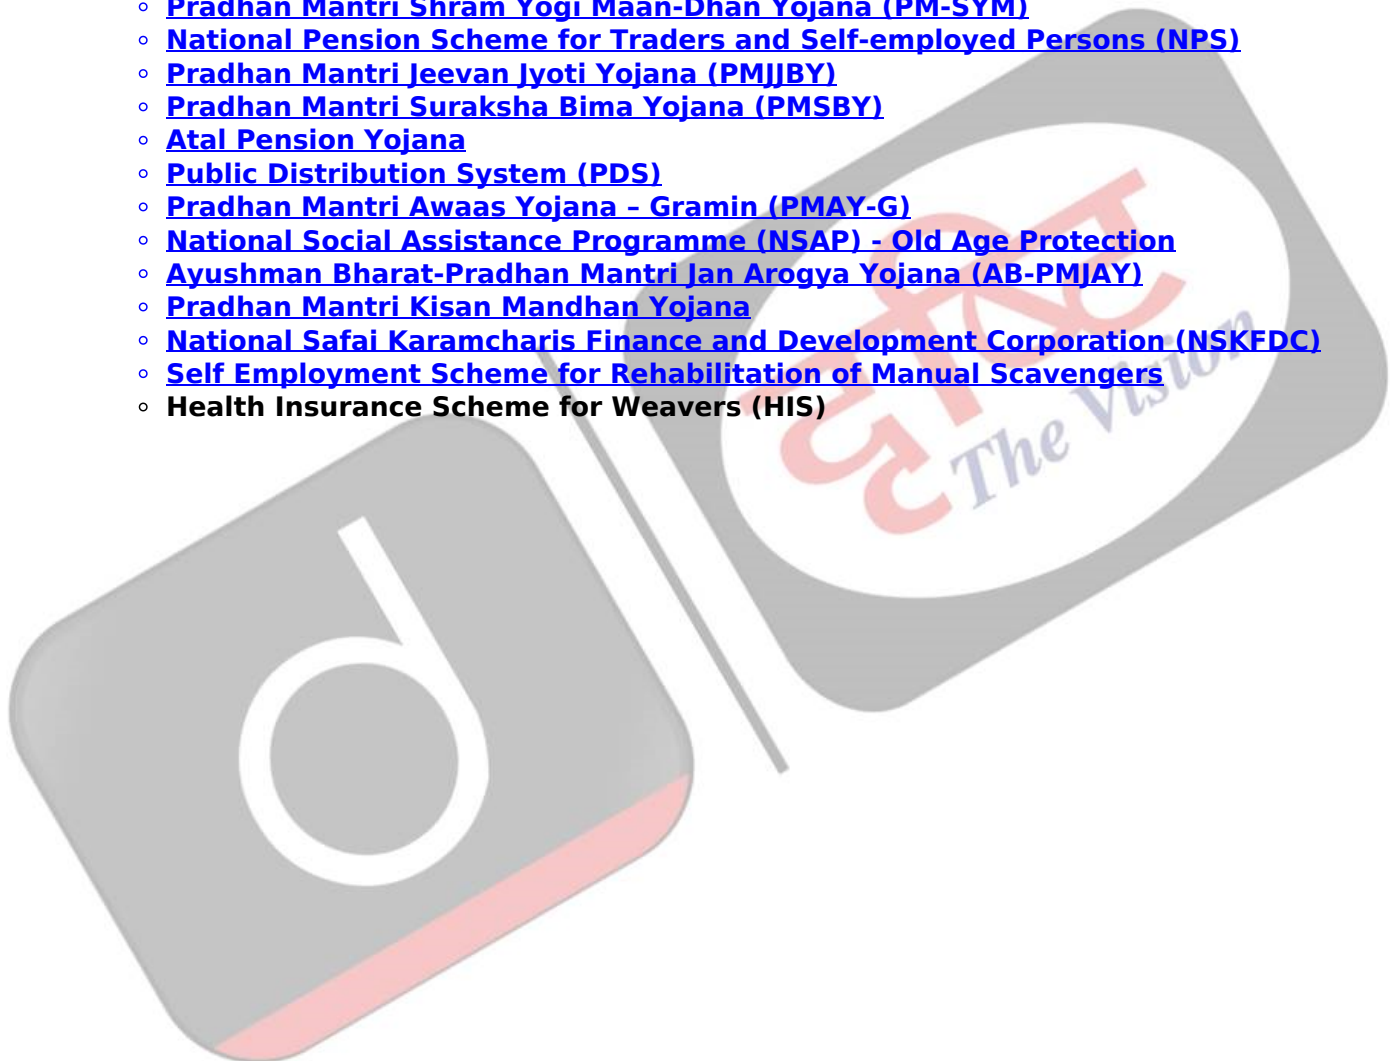 Pradhan Mantri Shram Yogi Maan-Dhan Yojana (PM-SYM)
National Pension Scheme for Traders and Self-employed Persons (NPS)
Pradhan Mantri Jeevan Jyoti Yojana (PMJJBY)
Pradhan Mantri Suraksha Bima Yojana (PMSBY)
Atal Pension Yojana
Public Distribution System (PDS)
Pradhan Mantri Awaas Yojana – Gramin (PMAY-G)
National Social Assistance Programme (NSAP) - Old Age Protection
Ayushman Bharat-Pradhan Mantri Jan Arogya Yojana (AB-PMJAY)
Pradhan Mantri Kisan Mandhan Yojana
National Safai Karamcharis Finance and Development Corporation (NSKFDC)
Self Employment Scheme for Rehabilitation of Manual Scavengers
Health Insurance Scheme for Weavers (HIS)
दृष्टि
The Vision
d